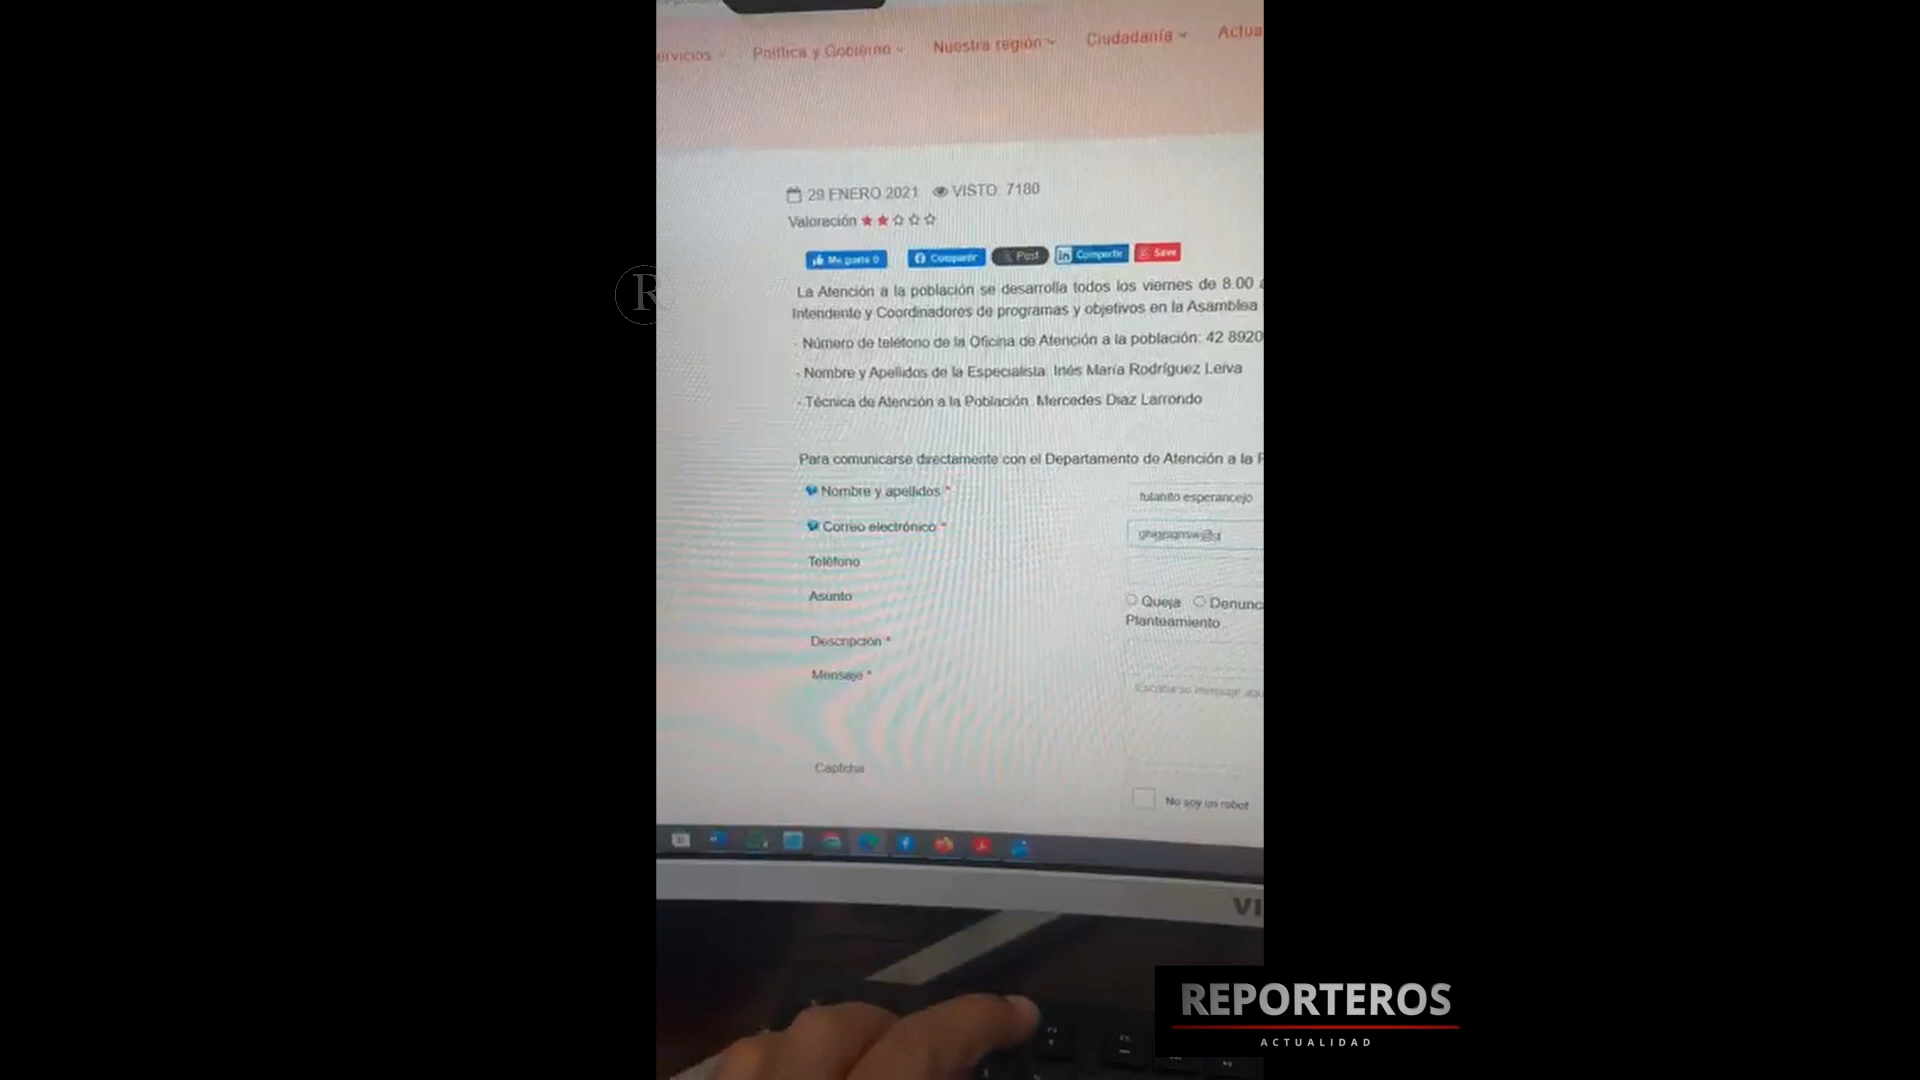 ervicios
Política y Gobierno
Nuestra región
Ciudadanía
Actua
29 ENERO 2021 VISTO: 7180
Valoración
Me gusta 0
Compartir
Post
Compartir
Save
La Atención a la población se desarrolla todos los viernes de 8.00
Intendente y Coordinadores de programas y objetivos en la Asamblea
- Número de teléfono de la Oficina de Atención a la población: 42 8920
- Nombre y Apellidos de la Especialista: Inés María Rodríguez Leiva
- Técnica de Atención a la Población: Mercedes Díaz Larrondo
Para comunicarse directamente con el Departamento de Atención a la P
Nombre y apellidos *
fulanito esperancejo
Correo electrónico *
Teléfono
Asunto
Queja Denunc
Planteamiento
Descripción *
Mensaje *
Escriba su mensaje aqu
Captcha
No soy un robot
VI
R
REPORTEROS
ACTUALIDAD